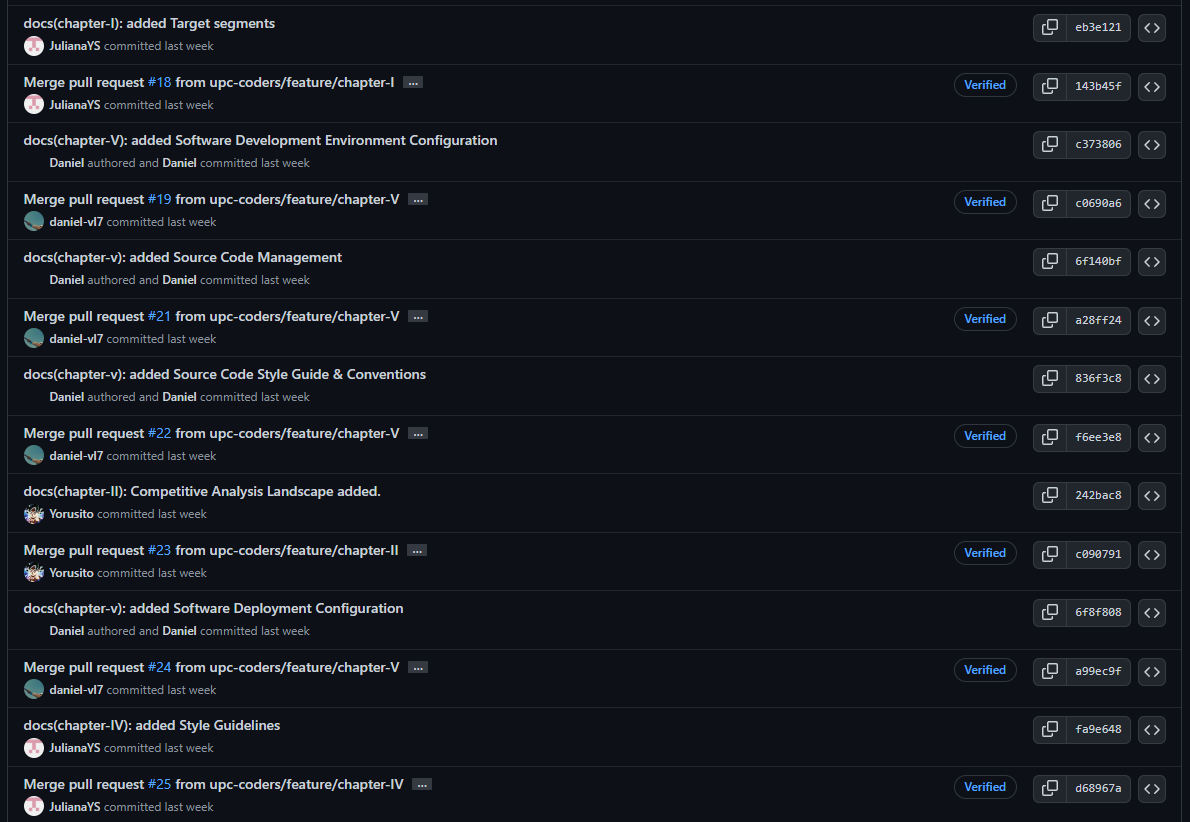 docs(chapter-I): added Target segments
eb3e121
JulianaYS committed last week
Merge pull request #18 from upc-coders/feature/chapter-I ...
Verified
143b45f
JulianaYS committed last week
docs(chapter-V): added Software Development Environment Configuration
c373806
Daniel authored and Daniel committed last week
Merge pull request #19 from upc-coders/feature/chapter-V ...
Verified
c0690a6
daniel-vl7 committed last week
docs(chapter-v): added Source Code Management
6f140bf
Daniel authored and Daniel committed last week
Merge pull request #21 from upc-coders/feature/chapter-V ...
Verified
a28ff24
daniel-vl7 committed last week
docs(chapter-v): added Source Code Style Guide & Conventions
836f3c8
Daniel authored and Daniel committed last week
Merge pull request #22 from upc-coders/feature/chapter-V ...
Verified
f6ee3e8
daniel-vl7 committed last week
docs(chapter-II): Competitive Analysis Landscape added.
242bac8
Yorusito committed last week
Merge pull request #23 from upc-coders/feature/chapter-II ...
Verified
c090791
Yorusito committed last week
docs(chapter-v): added Software Deployment Configuration
6f8f808
Daniel authored and Daniel committed last week
Merge pull request #24 from upc-coders/feature/chapter-V ...
Verified
a99ec9f
daniel-vl7 committed last week
docs(chapter-IV): added Style Guidelines
fa9e648
JulianaYS committed last week
Merge pull request #25 from upc-coders/feature/chapter-IV ...
Verified
d68967a
JulianaYS committed last week